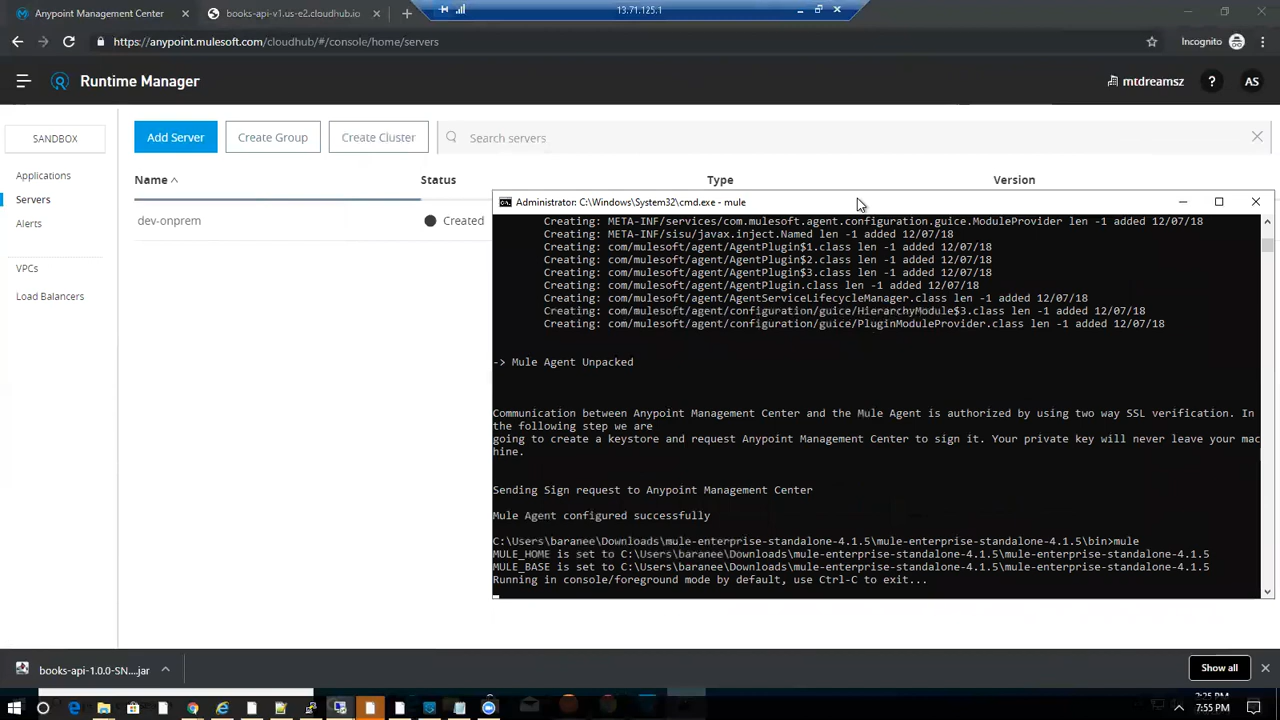 Anypoint Management Center
books-api-v1.us-e2.cloudhub.io
13.71.125.1
https://anypoint.mulesoft.com/cloudhub/#/console/home/servers
Incognito
Runtime Manager
mtdreamsz
?
AS
SANDBOX
Applications
Servers
Alerts
VPCs
Load Balancers
Add Server
Create Group
Create Cluster
Search servers
Name
Status
Type
Version
dev-onprem
Created
Administrator: C:\Windows\System32\cmd.exe - mule
Creating: META-INF/services/com.mulesoft.agent.configuration.guice.ModuleProvider len -1 added 12/07/18
Creating: META-INF/sisu/javax.inject.Named len -1 added 12/07/18
Creating: com/mulesoft/agent/AgentPlugin$1.class len -1 added 12/07/18
Creating: com/mulesoft/agent/AgentPlugin$2.class len -1 added 12/07/18
Creating: com/mulesoft/agent/AgentPlugin$3.class len -1 added 12/07/18
Creating: com/mulesoft/agent/AgentPlugin.class len -1 added 12/07/18
Creating: com/mulesoft/agent/AgentServiceLifecycleManager.class len -1 added 12/07/18
Creating: com/mulesoft/agent/configuration/guice/HierarchyModule$3.class len -1 added 12/07/18
Creating: com/mulesoft/agent/configuration/guice/PluginModuleProvider.class len -1 added 12/07/18
-> Mule Agent Unpacked
Communication between Anypoint Management Center and the Mule Agent is authorized by using two way SSL verification. In
the following step we are
going to create a keystore and request Anypoint Management Center to sign it. Your private key will never leave your mac
hine.
Sending Sign request to Anypoint Management Center
Mule Agent configured successfully
C:\Users\baranee\Downloads\mule-enterprise-standalone-4.1.5\mule-enterprise-standalone-4.1.5\bin>mule
MULE_HOME is set to C:\Users\baranee\Downloads\mule-enterprise-standalone-4.1.5\mule-enterprise-standalone-4.1.5
MULE_BASE is set to C:\Users\baranee\Downloads\mule-enterprise-standalone-4.1.5\mule-enterprise-standalone-4.1.5
Running in console/foreground mode by default, use Ctrl-C to exit...
books-api-1.0.0-SN....jar
Show all
7:55 PM